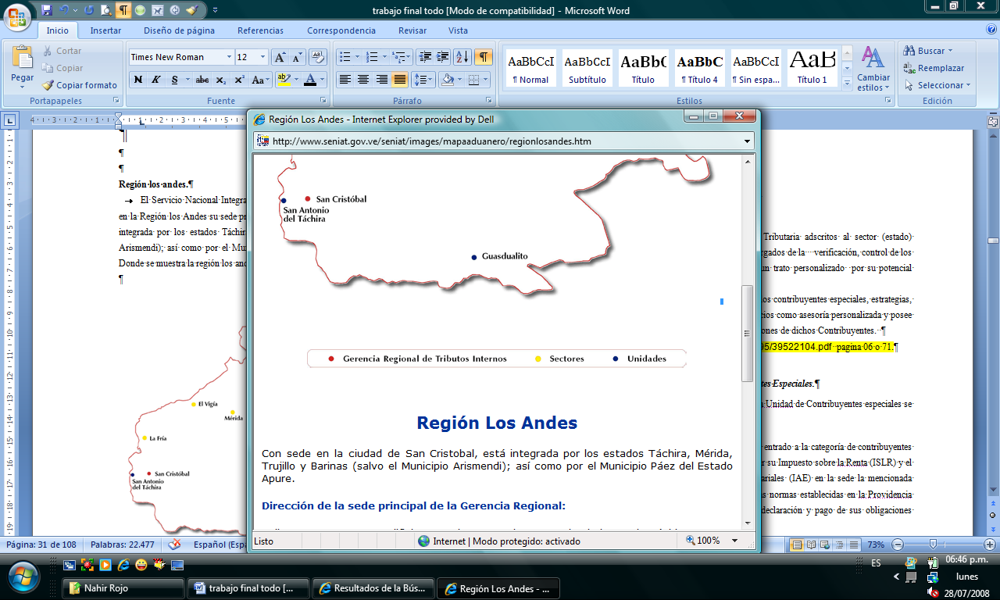 trabajo final todo [Modo de compatibilidad] - Microsoft Word
Inicio Insertar Diseño de página Referencias Correspondencia Revisar Vista
Pegar
Cortar
Copiar
Copiar formato
Portapapeles
Times New Roman 12
N K S abc x₂ x² Aa
Fuente
Párrafo
AaBbCcI AaBbCcI AaBbC AaBbC AaBbCcI AaB
¶ Normal Subtítulo Título ¶ Título 4 ¶ Sin espa... Título 1
Cambiar estilos
Estilos
Buscar
Reemplazar
Seleccionar
Edición
Región los andes.¶
El Servicio Nacional Integra
en la Región los Andes su sede pr
integrada por los estados Táchir
Arismendi); así como por el Mu
Donde se muestra la región los and
El Vigía
Mérida
La Fría
San Cristóbal
San Antonio
del Táchira
Región Los Andes - Internet Explorer provided by Dell
http://www.seniat.gov.ve/seniat/images/mapaaduanero/regionlosandes.htm
San Cristóbal
San Antonio
del Táchira
Guasdualito
Gerencia Regional de Tributos Internos Sectores Unidades
Región Los Andes
Con sede en la ciudad de San Cristobal, está integrada por los estados Táchira, Mérida,
Trujillo y Barinas (salvo el Municipio Arismendi); así como por el Municipio Páez del Estado
Apure.
Dirección de la sede principal de la Gerencia Regional:
Listo Internet | Modo protegido: activado 100%
Tributaria adscritos al sector (estado)
rgados de la verificación, control de los
un trato personalizado por su potencial
los contribuyentes especiales, estrategias,
cios como asesoría personalizada y posee
ones de dichos Contribuyentes. ¶
05/39522104.pdf pagina 06 o 71.¶
tes Especiales.¶
a Unidad de Contribuyentes especiales se
entrado a la categoría de contribuyentes
r su Impuesto sobre la Renta (ISLR) y el
ariales (IAE) en la sede la mencionada
s normas establecidas en la Providencia
declaración y pago de sus obligaciones
Página: 31 de 108 Palabras: 22.477 Español (Espa 73%
Nahir Rojo trabajo final todo [... Resultados de la Bús... Región Los Andes - ...
ES
06:46 p.m.
lunes
28/07/2008